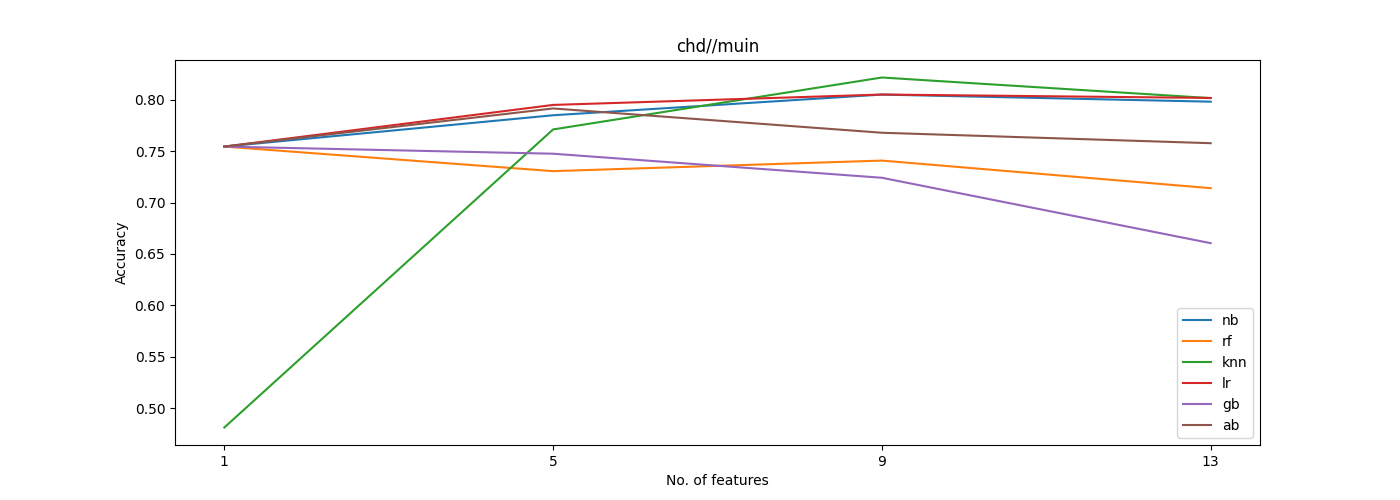 chd//muin
Accuracy
0.80
0.75
0.70
0.65
0.60
0.55
0.50
nb
rf
knn
lr
gb
ab
1 5 9 13
No. of features